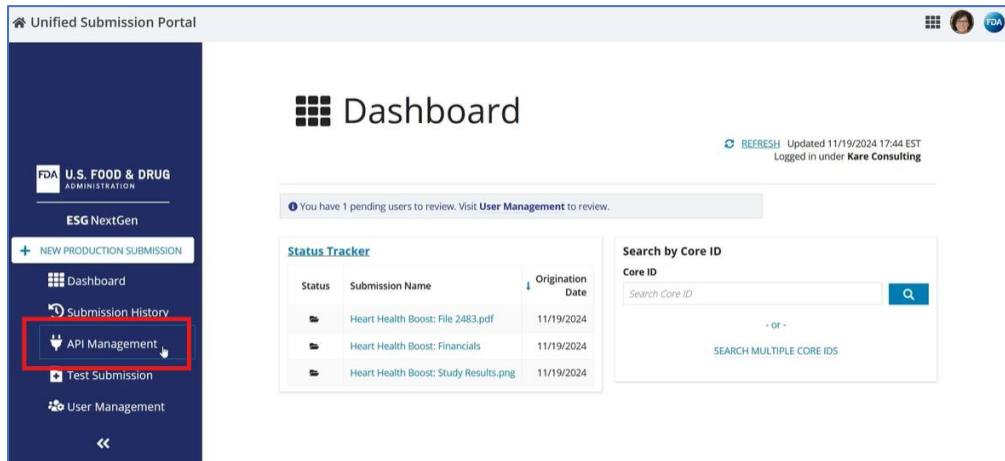 Unified Submission Portal
FDA
FDA U.S. FOOD & DRUG
ADMINISTRATION
ESG NextGen
+ NEW PRODUCTION SUBMISSION
Dashboard
Submission History
API Management
Test Submission
User Management
Dashboard
REFRESH Updated 11/19/2024 17:44 EST
Logged in under Kare Consulting
You have 1 pending users to review. Visit User Management to review.
Status Tracker
Status Submission Name Origination
Date
Heart Health Boost: File 2483.pdf 11/19/2024
Heart Health Boost: Financials 11/19/2024
Heart Health Boost: Study Results.png 11/19/2024
Search by Core ID
Core ID
Search Core ID
- or -
SEARCH MULTIPLE CORE IDS